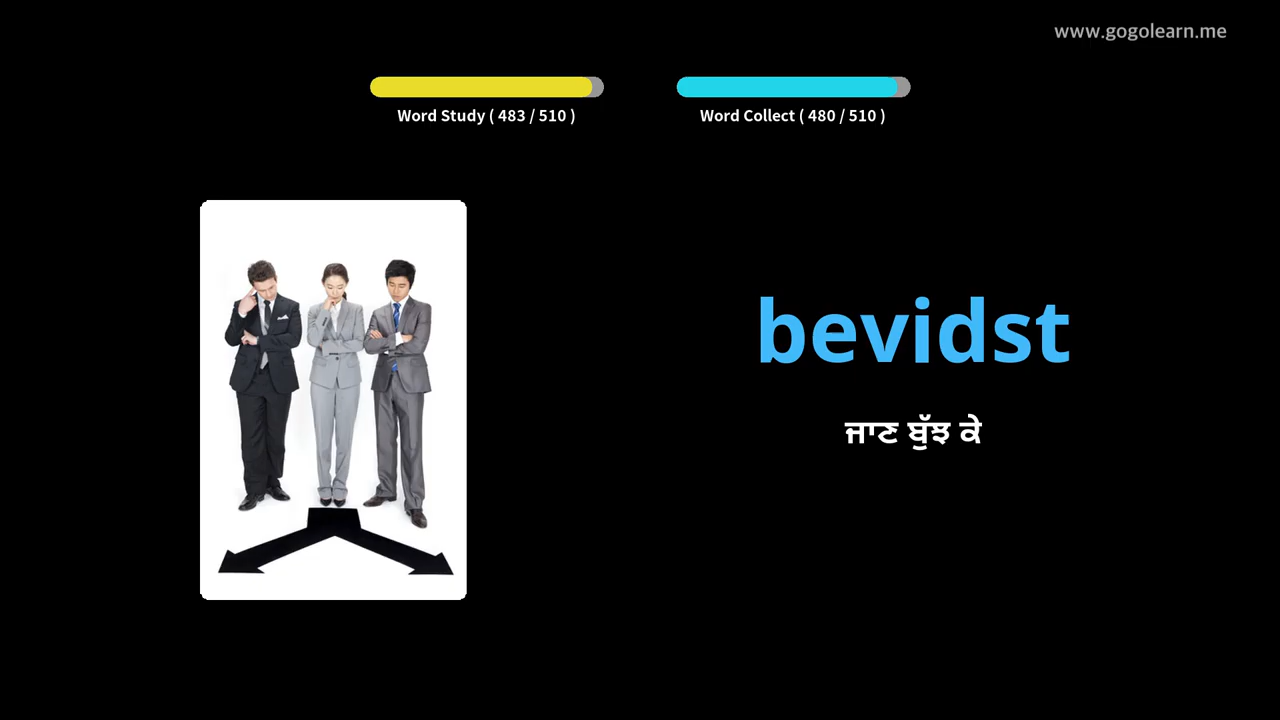 www.gogolearn.me
Word Study ( 483 / 510 )
Word Collect ( 480 / 510 )
bevidst
ਜਾਣ ਬੁੱਝ ਕੇ